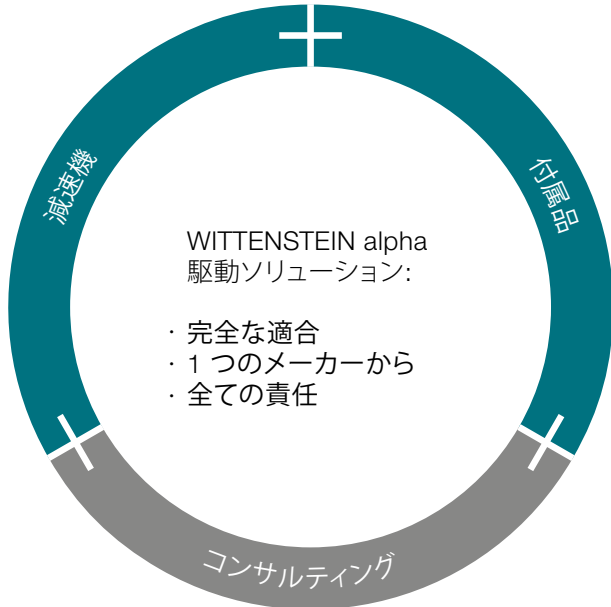 減速機
付属品
WITTENSTEIN alpha
駆動ソリューション:
· 完全な適合
· 1 つのメーカーから
· 全ての責任
コンサルティング